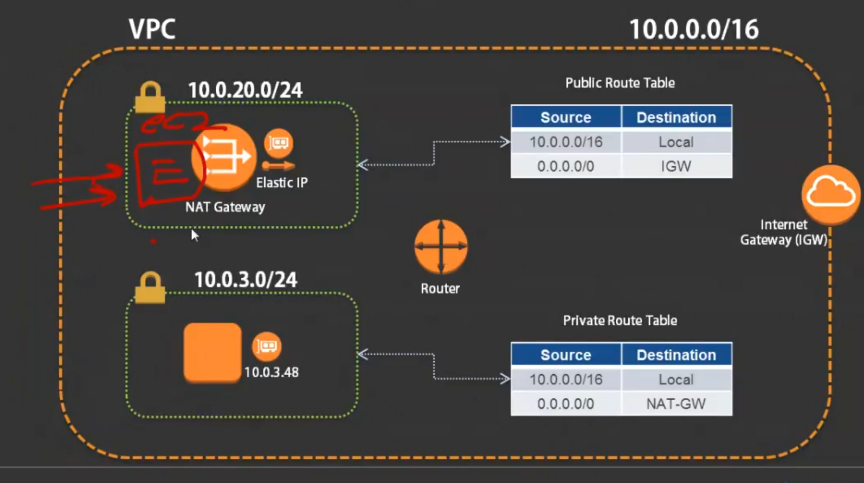 VPC
10.0.0.0/16
10.0.20.0/24
ec2
Elastic IP
NAT Gateway
Public Route Table
Source Destination
10.0.0.0/16 Local
0.0.0.0/0 IGW
Internet
Gateway (IGW)
Router
10.0.3.0/24
10.0.3.48
Private Route Table
Source Destination
10.0.0.0/16 Local
0.0.0.0/0 NAT-GW